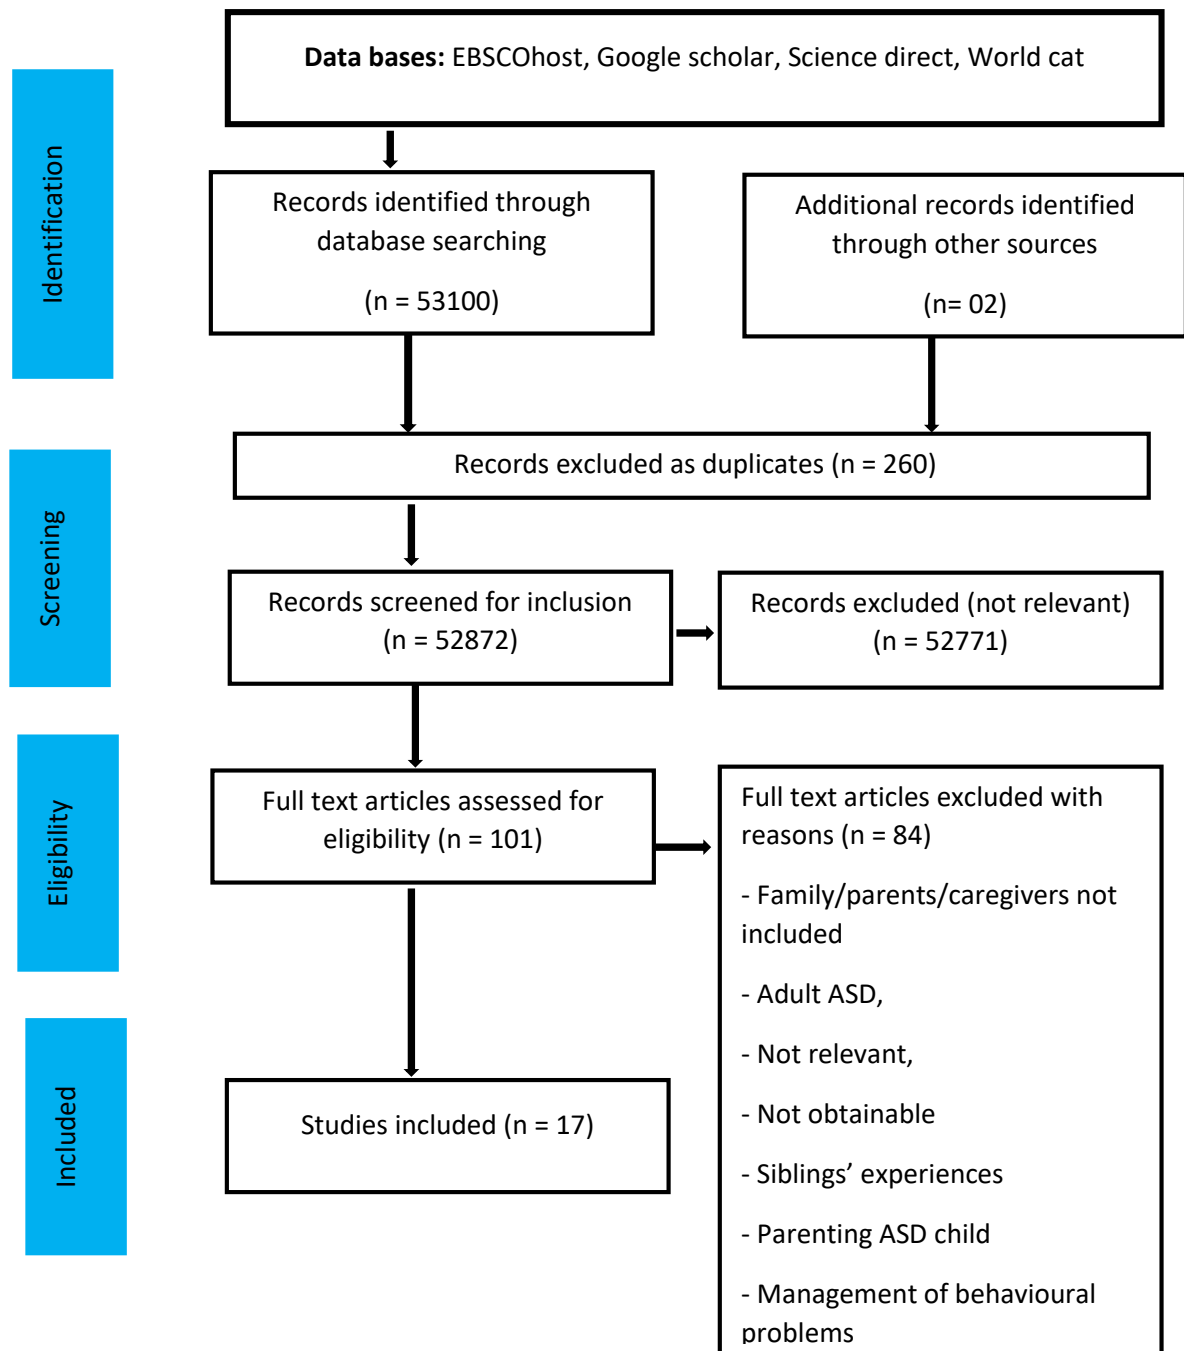 Data bases: EBSCOhost, Google scholar, Science direct, World cat
Identification
Records identified through
database searching
(n = 53100)
Additional records identified
through other sources
(n= 02)
Records excluded as duplicates (n = 260)
Screening
Records screened for inclusion
(n = 52872)
Records excluded (not relevant)
(n = 52771)
Eligibility
Full text articles assessed for
eligibility (n = 101)
Full text articles excluded with
reasons (n = 84)
- Family/parents/caregivers not
included
- Adult ASD,
- Not relevant,
- Not obtainable
- Siblings’ experiences
- Parenting ASD child
- Management of behavioural
problems
Included
Studies included (n = 17)